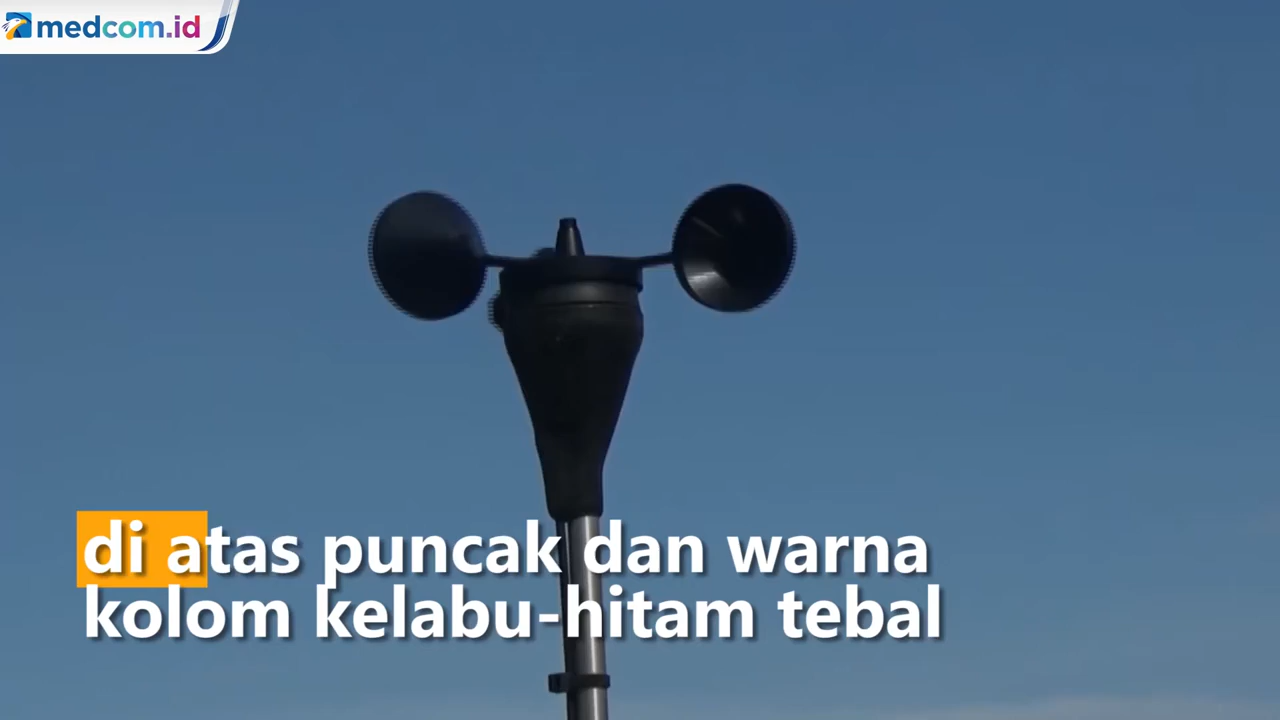 medcom.id
di atas puncak dan warna
kolom kelabu-hitam tebal